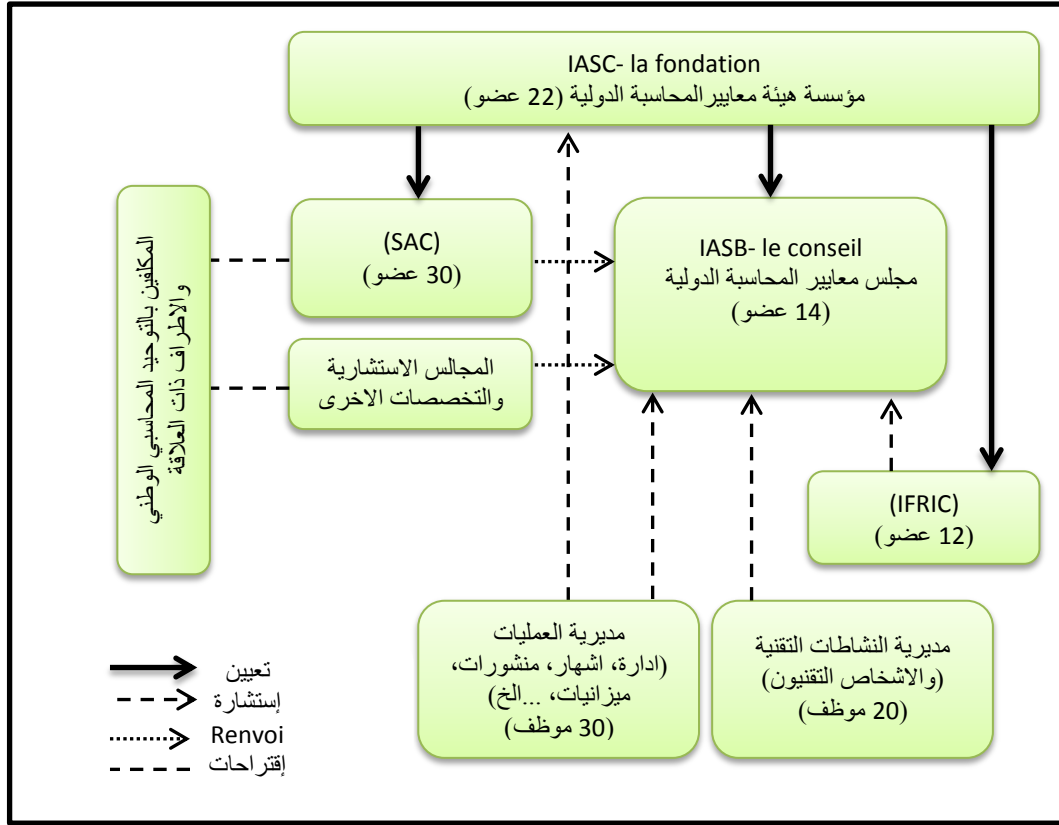 IASC- la fondation
مؤسسة هيئة معايير المحاسبة الدولية (22 عضو)
(SAC)
(30 عضو)
IASB- le conseil
مجلس معايير المحاسبة الدولية
(14 عضو)
المكلفين بالتوحيد المحاسبي الوطني
والاطراف ذات العلاقة
المجالس الاستشارية
والتخصصات الاخرى
(IFRIC)
(12 عضو)
مديرية العمليات
(ادارة، اشهار، منشورات،
ميزانيات، ...الخ)
(30 موظف)
مديرية النشاطات التقنية
(والاشخاص التقنيون)
(20 موظف)
تعيين
إستشارة
Renvoi
إقتراحات